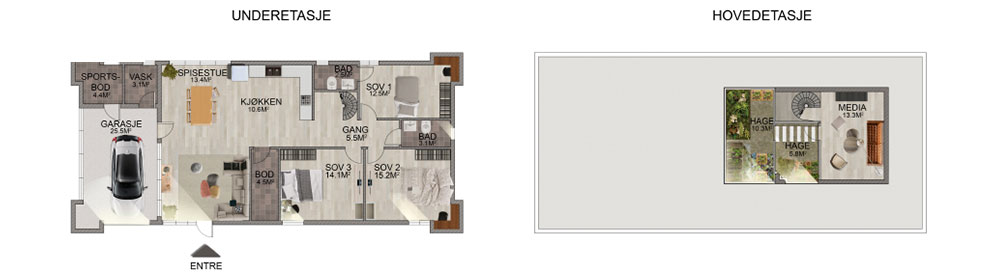 UNDERETASJE
HOVEDETASJE
SPORTS-
BOD
4.4M²
VASK
3.1M²
SPISESTUE
13.4M²
KJØKKEN
10.6M²
BAD
2.5M²
SOV 1
12.5M²
GARASJE
25.5M²
GANG
5.5M²
BAD
3.1M²
BOD
4.5M²
SOV 3
14.1M²
SOV 2
15.2M²
ENTRE
HAGE
10.3M²
MEDIA
13.3M²
HAGE
5.8M²